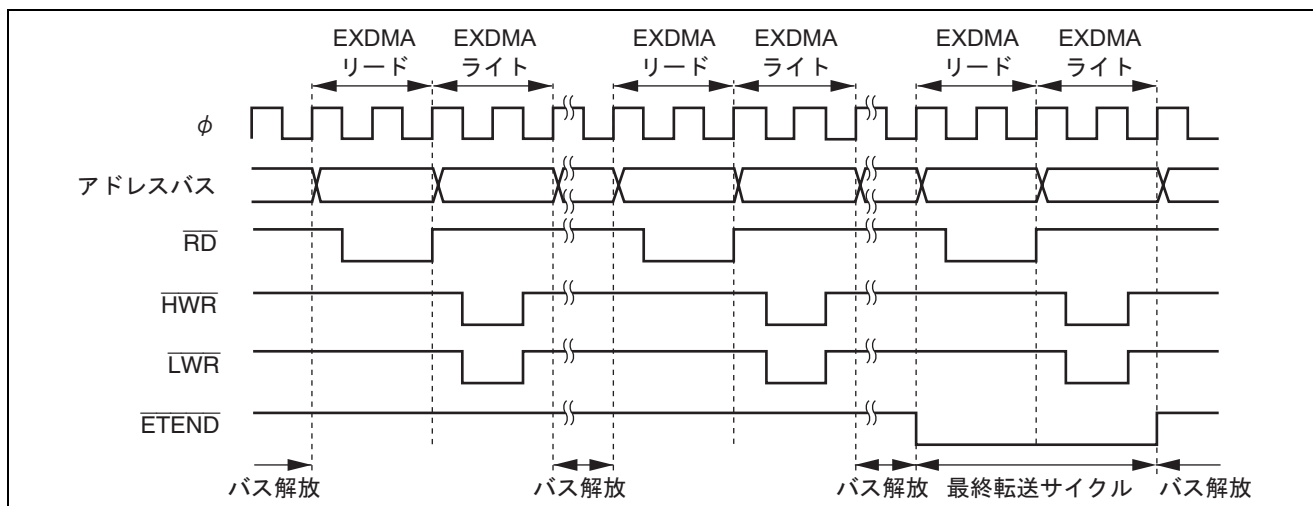 EXDMA EXDMA EXDMA EXDMA EXDMA EXDMA
リード ライト リード ライト リード ライト
φ
アドレスバス
RD
HWR
LWR
ETEND
バス解放 バス解放 バス解放 最終転送サイクル バス解放